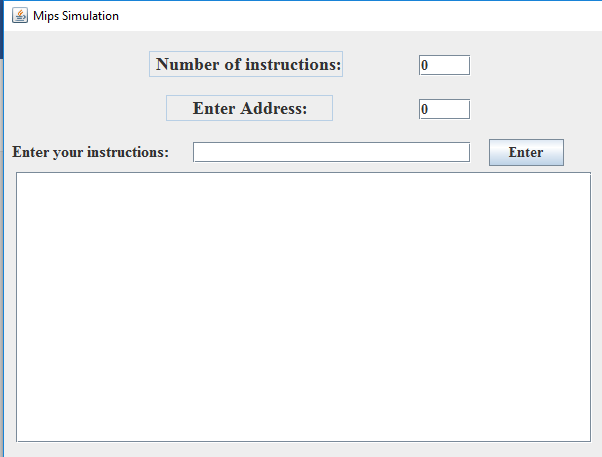 Mips Simulation
Number of instructions: 0
Enter Address: 0
Enter your instructions: Enter